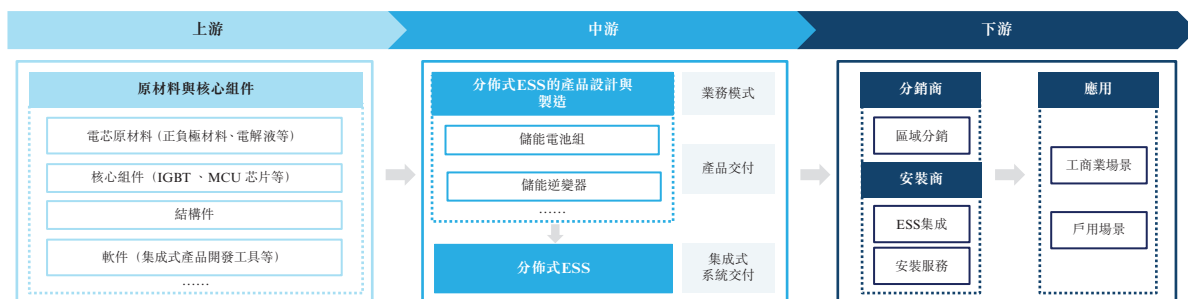 上游
中游
下游
原材料與核心組件
電芯原材料（正負極材料、電解液等）
核心組件（IGBT 、MCU 芯片等）
結構件
軟件（集成式產品開發工具等）
……
分佈式ESS的產品設計與
製造
儲能電池組
儲能逆變器
……
分佈式ESS
業務模式
產品交付
集成式
系統交付
分銷商
區域分銷
安裝商
ESS集成
安裝服務
應用
工商業場景
戶用場景